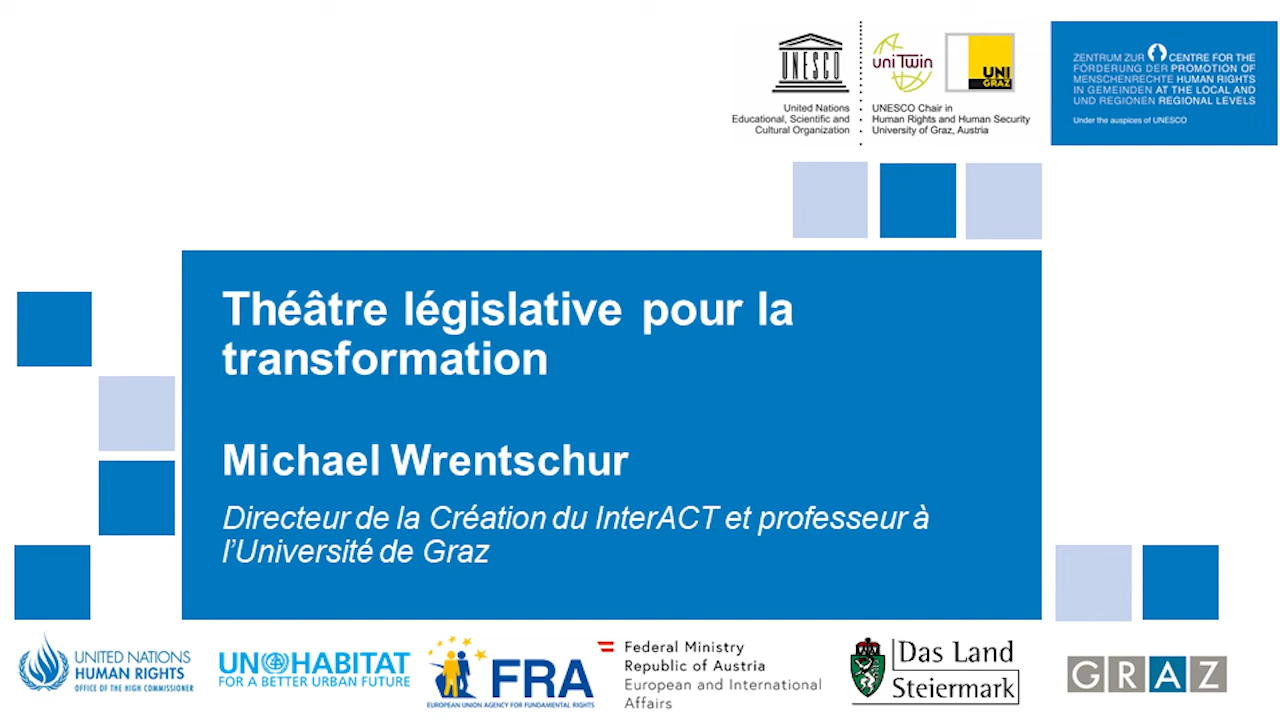 UNESCO
United Nations
Educational, Scientific and
Cultural Organization
uniTwin
UNI
GRAZ
UNESCO Chair in
Human Rights and Human Security
University of Graz, Austria
ZENTRUM ZUR CENTRE FOR THE
FÖRDERUNG DER PROMOTION OF
MENSCHENRECHTE HUMAN RIGHTS
IN GEMEINDEN AT THE LOCAL AND
UND REGIONEN REGIONAL LEVELS
Under the auspices of UNESCO
Théâtre législative pour la
transformation
Michael Wrentschur
Directeur de la Création du InterACT et professeur à
l’Université de Graz
UNITED NATIONS
HUMAN RIGHTS
OFFICE OF THE HIGH COMMISSIONER
UN HABITAT
FOR A BETTER URBAN FUTURE
FRA
EUROPEAN UNION AGENCY FOR FUNDAMENTAL RIGHTS
Federal Ministry
Republic of Austria
European and International
Affairs
Das Land
Steiermark
GRAZ